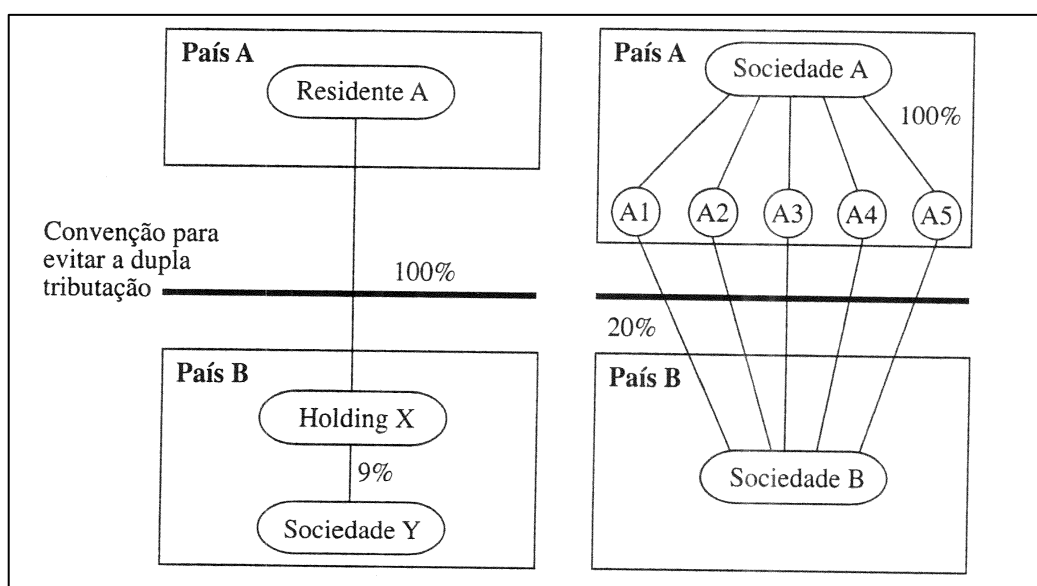 País A
Residente A
Convenção para
evitar a dupla
tributação
100%
País B
Holding X
9%
Sociedade Y
País A
Sociedade A
100%
A1 A2 A3 A4 A5
20%
País B
Sociedade B